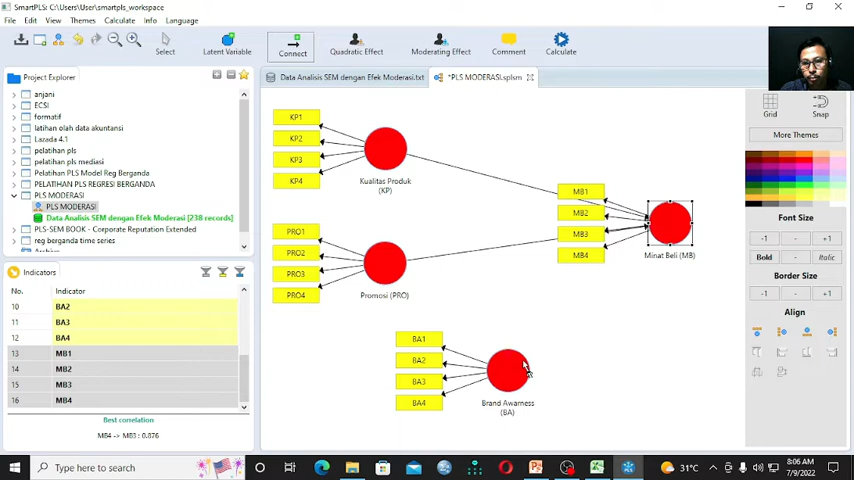 SmartPLS: C:\Users\User\smartpls_workspace
File Edit View Themes Calculate Info Language
Select
Latent Variable
Connect
Quadratic Effect
Moderating Effect
Comment
Calculate
Project Explorer
anjani
ECSI
formatif
latihan olah data akuntansi
Lazada 4.1
pelatihan pls
pelatihan pls mediasi
Pelatihan PLS Model Reg Berganda
PELATIHAN PLS REGRESI BERGANDA
PLS MODERASI
PLS MODERASI
Data Analisis SEM dengan Efek Moderasi [238 records]
PLS-SEM BOOK - Corporate Reputation Extended
reg berganda time series
Indicators
No. Indicator
10 BA2
11 BA3
12 BA4
13 MB1
14 MB2
15 MB3
16 MB4
Best correlation
MB4 -> MB3 : 0.876
Data Analisis SEM dengan Efek Moderasi.txt
*PLS MODERASI.splsm
KP1
KP2
KP3
KP4
Kualitas Produk
(KP)
PRO1
PRO2
PRO3
PRO4
Promosi (PRO)
MB1
MB2
MB3
MB4
Minat Beli (MB)
BA1
BA2
BA3
BA4
Brand Awarness
(BA)
Grid Snap
More Themes
Font Size
-1 - +1
Bold - Italic
Border Size
-1 - +1
Align
Type here to search
31°C
8:06 AM
7/9/2022